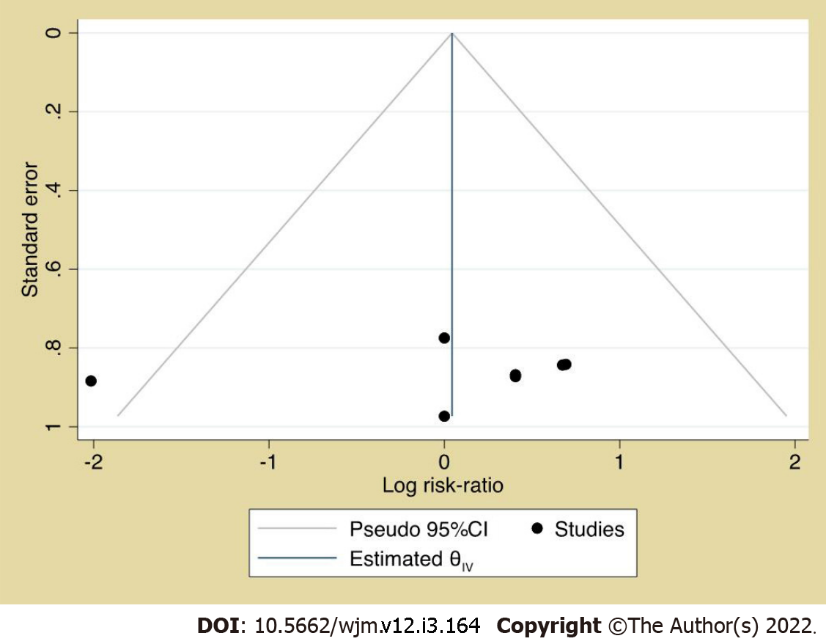 0
.2
.4
.6
.8
1
Standard error
-2 -1 0 1 2
Log risk-ratio
Pseudo 95%CI Studies
Estimated θIV
DOI: 10.5662/wjm.v12.i3.164 Copyright ©The Author(s) 2022.